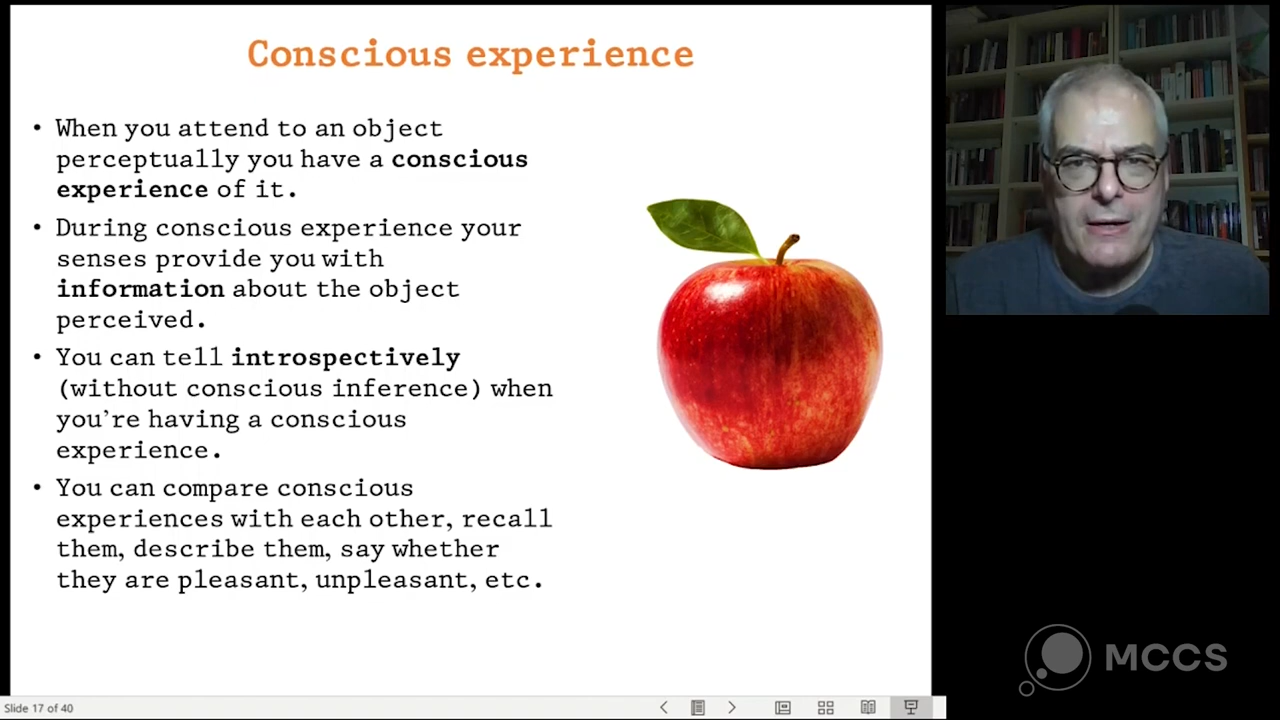 Conscious experience
• When you attend to an object
perceptually you have a conscious
experience of it.
• During conscious experience your
senses provide you with
information about the object
perceived.
• You can tell introspectively
(without conscious inference) when
you’re having a conscious
experience.
• You can compare conscious
experiences with each other, recall
them, describe them, say whether
they are pleasant, unpleasant, etc.
MCCS
Slide 17 of 40